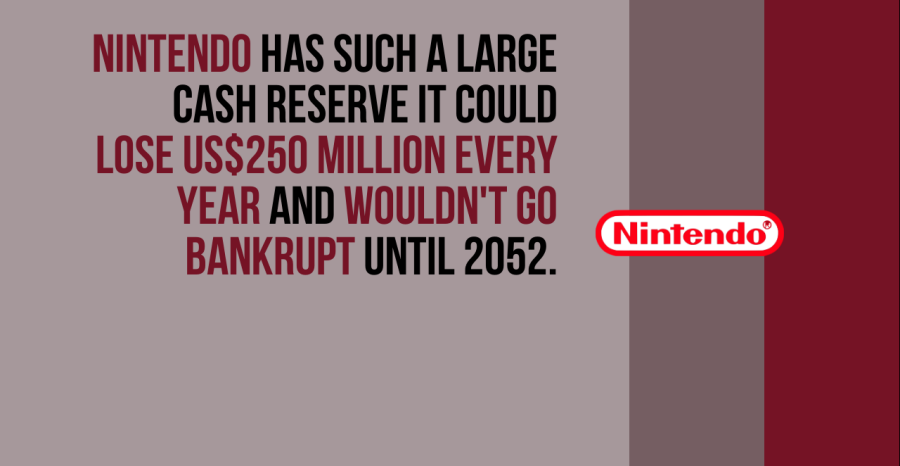 NINTENDO HAS SUCH A LARGE
CASH RESERVE IT COULD
LOSE US$250 MILLION EVERY
YEAR AND WOULDN'T GO
BANKRUPT UNTIL 2052.
Nintendo®